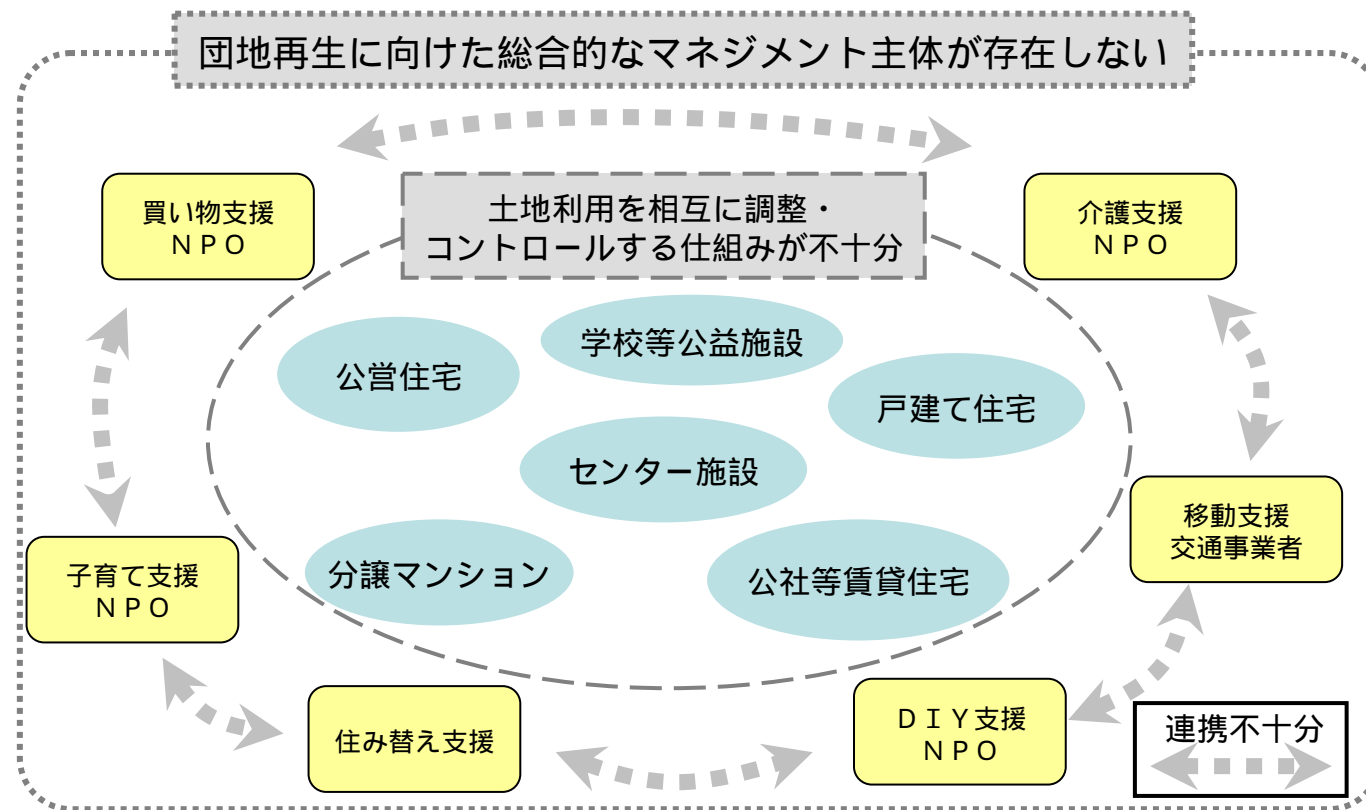 団地再生に向けた総合的なマネジメント主体が存在しない
買い物支援
ＮＰＯ
土地利用を相互に調整・
コントロールする仕組みが不十分
介護支援
ＮＰＯ
学校等公益施設
公営住宅
戸建て住宅
センター施設
移動支援
交通事業者
子育て支援
ＮＰＯ
分譲マンション
公社等賃貸住宅
住み替え支援
ＤＩＹ支援
ＮＰＯ
連携不十分